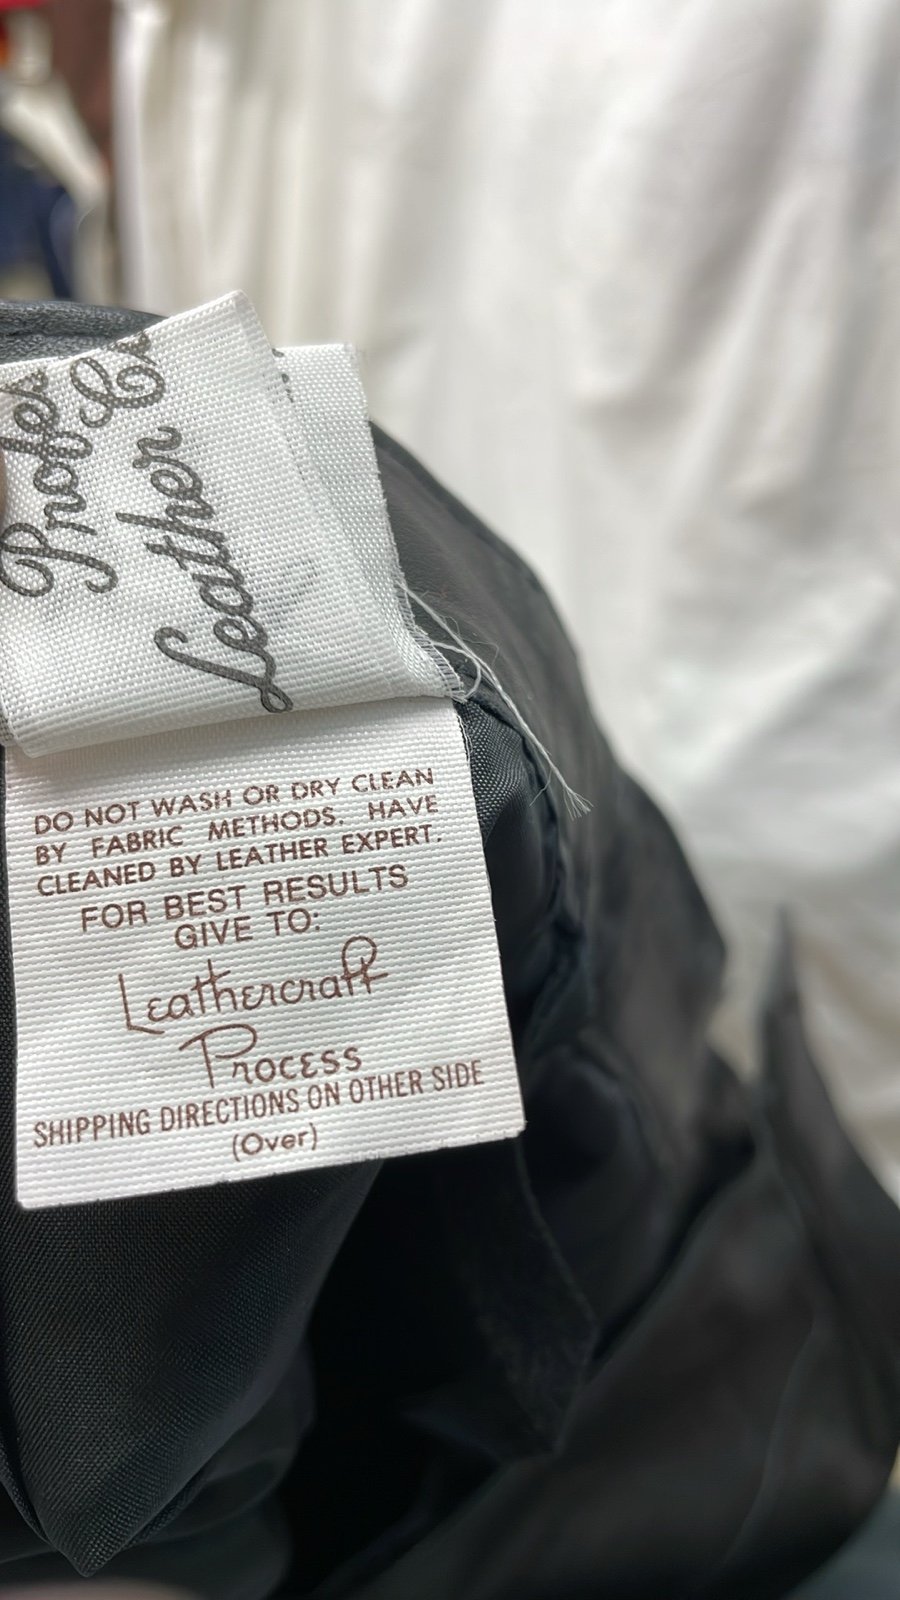 Leather
DO NOT WASH OR DRY CLEAN
BY FABRIC METHODS. HAVE
CLEANED BY LEATHER EXPERT.
FOR BEST RESULTS
GIVE TO:
Leathercraft
Process
SHIPPING DIRECTIONS ON OTHER SIDE
(Over)